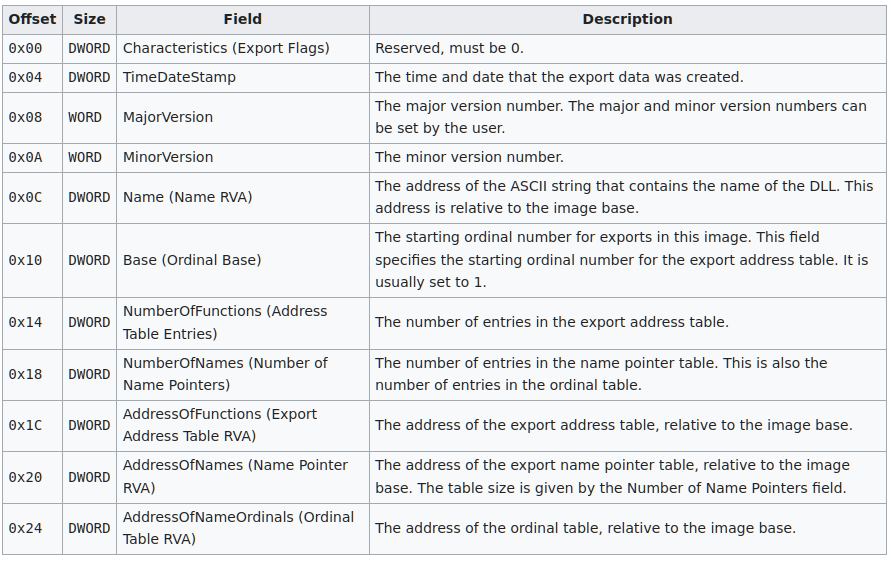 Offset Size Field Description
0x00 DWORD Characteristics (Export Flags) Reserved, must be 0.
0x04 DWORD TimeDateStamp The time and date that the export data was created.
0x08 WORD MajorVersion The major version number. The major and minor version numbers can
be set by the user.
0x0A WORD MinorVersion The minor version number.
0x0C DWORD Name (Name RVA) The address of the ASCII string that contains the name of the DLL. This
address is relative to the image base.
0x10 DWORD Base (Ordinal Base) The starting ordinal number for exports in this image. This field
specifies the starting ordinal number for the export address table. It is
usually set to 1.
0x14 DWORD NumberOfFunctions (Address
Table Entries) The number of entries in the export address table.
0x18 DWORD NumberOfNames (Number of
Name Pointers) The number of entries in the name pointer table. This is also the
number of entries in the ordinal table.
0x1C DWORD AddressOfFunctions (Export
Address Table RVA) The address of the export address table, relative to the image base.
0x20 DWORD AddressOfNames (Name Pointer
RVA) The address of the export name pointer table, relative to the image
base. The table size is given by the Number of Name Pointers field.
0x24 DWORD AddressOfNameOrdinals (Ordinal
Table RVA) The address of the ordinal table, relative to the image base.